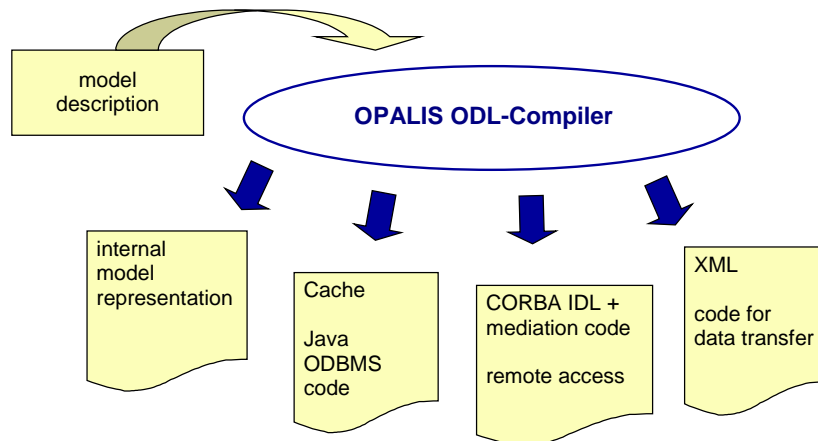 model
description
OPALIS ODL-Compiler
internal
model
representation
Cache
Java
ODBMS
code
CORBA IDL +
mediation code
remote access
XML
code for
data transfer